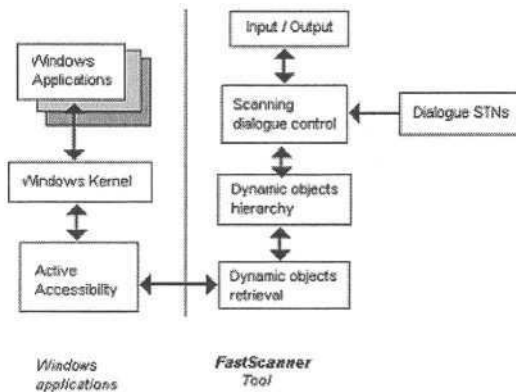 Windows
Applications
Windows Kernel
Active
Accessibility
Input / Output
Scanning
dialogue control
Dialogue STNs
Dynamic objects
hierarchy
Dynamic objects
retrieval
Windows
applications
FastScanner
Tool